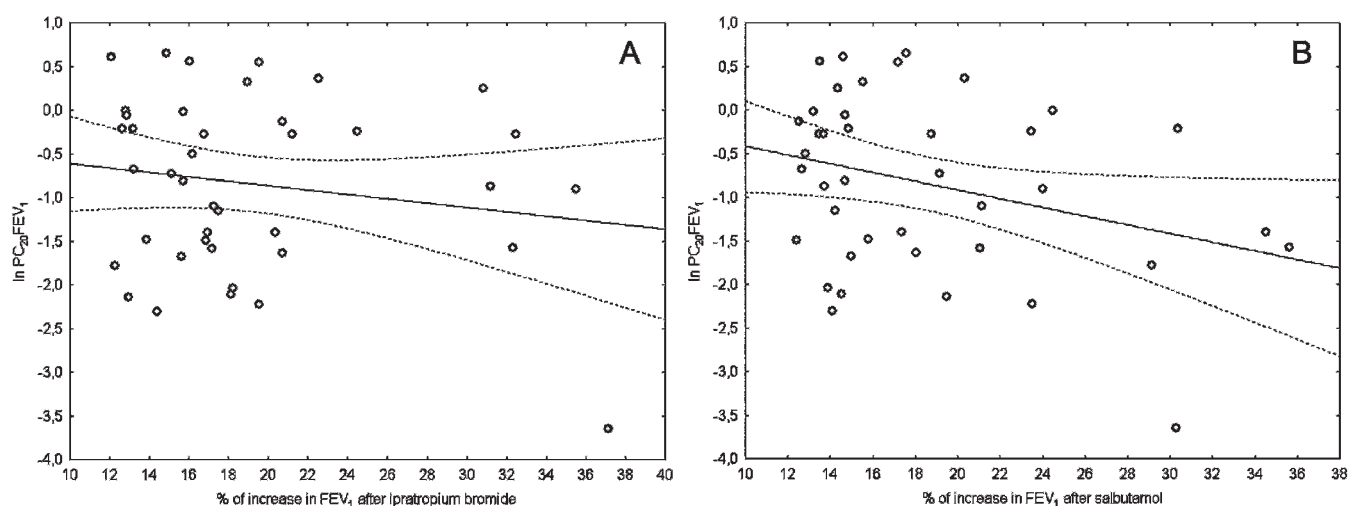 A
1,0
0,5
0,0
-0,5
-1,0
-1,5
-2,0
-2,5
-3,0
-3,5
-4,0
ln PC₂₀FEV₁
10 12 14 16 18 20 22 24 26 28 30 32 34 36 38 40
% of increase in FEV₁ after Ipratropium bromide
B
1,0
0,5
0,0
-0,5
-1,0
-1,5
-2,0
-2,5
-3,0
-3,5
-4,0
ln PC₂₀FEV₁
10 12 14 16 18 20 22 24 26 28 30 32 34 36 38
% of increase in FEV₁ after salbutamol